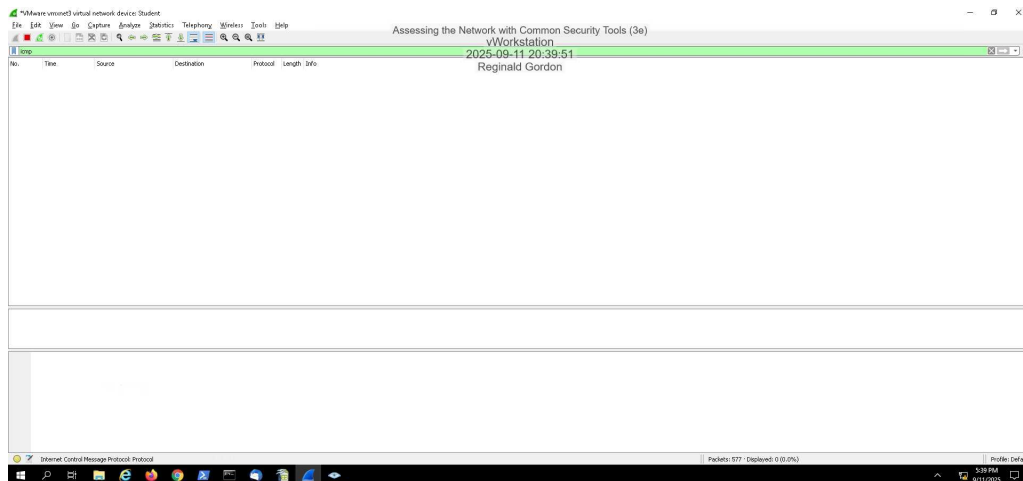 *VMware vmxnet3 virtual network device: Student
File Edit View Go Capture Analyze Statistics Telephony Wireless Tools Help
Assessing the Network with Common Security Tools (3e)
vWorkstation
icmp
2025-09-11 20:39:51
No. Time Source Destination Protocol Length Info
Reginald Gordon
Internet Control Message Protocol: Protocol
Packets: 577 · Displayed: 0 (0.0%)
Profile: Defa
5:39 PM
9/11/2025